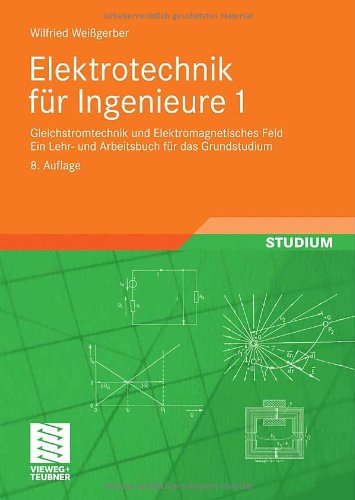 Urheberrechtlich geschütztes Material
Wilfried Weißgerber
Elektrotechnik
für Ingenieure 1
Gleichstromtechnik und Elektromagnetisches Feld
Ein Lehr- und Arbeitsbuch für das Grundstudium
8. Auflage
STUDIUM
VIEWEG+
TEUBNER
Urheberrechtlich geschütztes Material